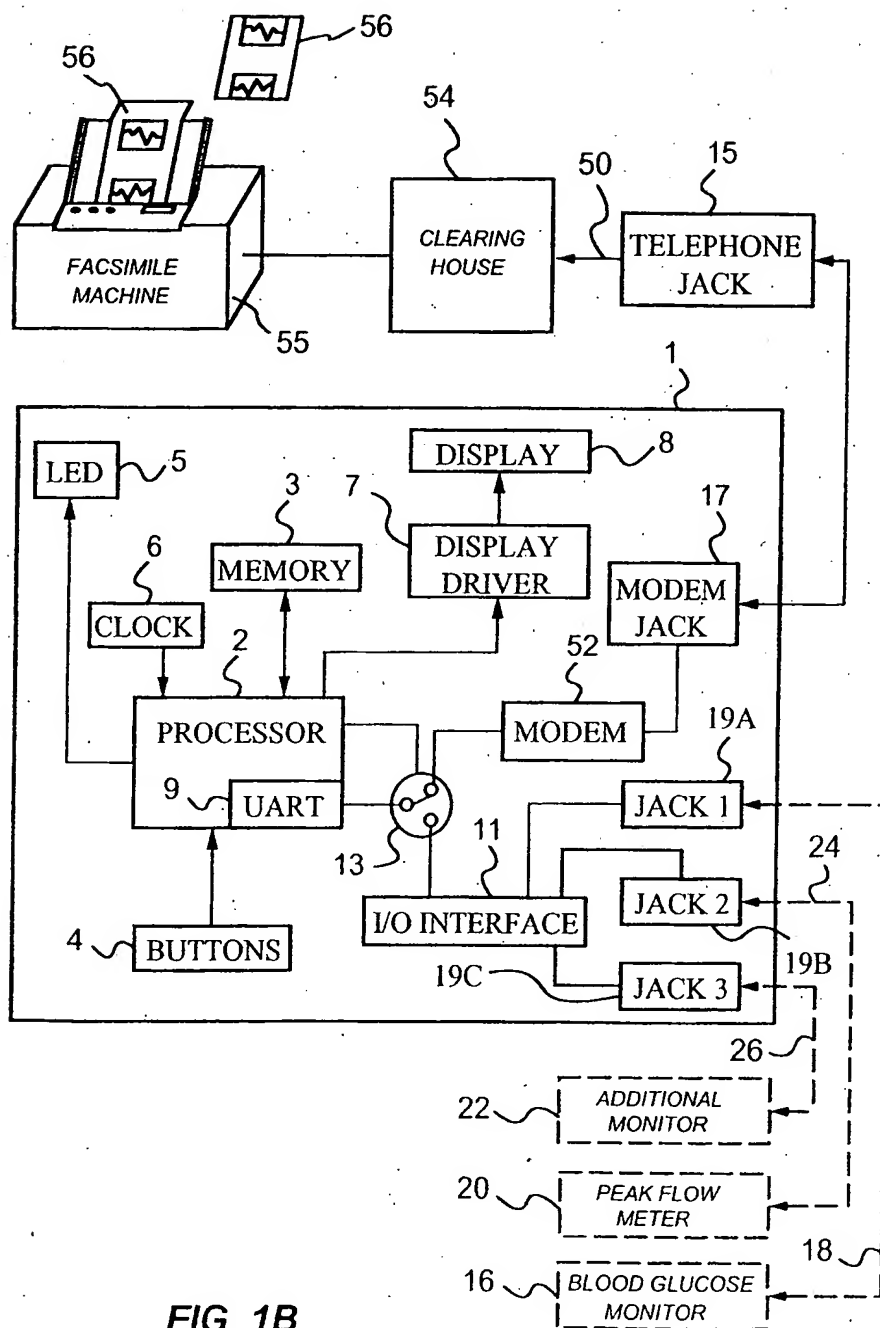 56
56
54
50
15
CLEARING
HOUSE
TELEPHONE
JACK
FACSIMILE
MACHINE
55
1
LED
5
DISPLAY
8
3
7
17
6
MEMORY
DISPLAY
DRIVER
MODEM
JACK
CLOCK
2
52
PROCESSOR
MODEM
19A
9
UART
JACK 1
13
11
24
I/O INTERFACE
JACK 2
4
BUTTONS
19C
19B
JACK 3
26
22
ADDITIONAL
MONITOR
20
PEAK FLOW
METER
18
16
BLOOD GLUCOSE
MONITOR
FIG. 1B